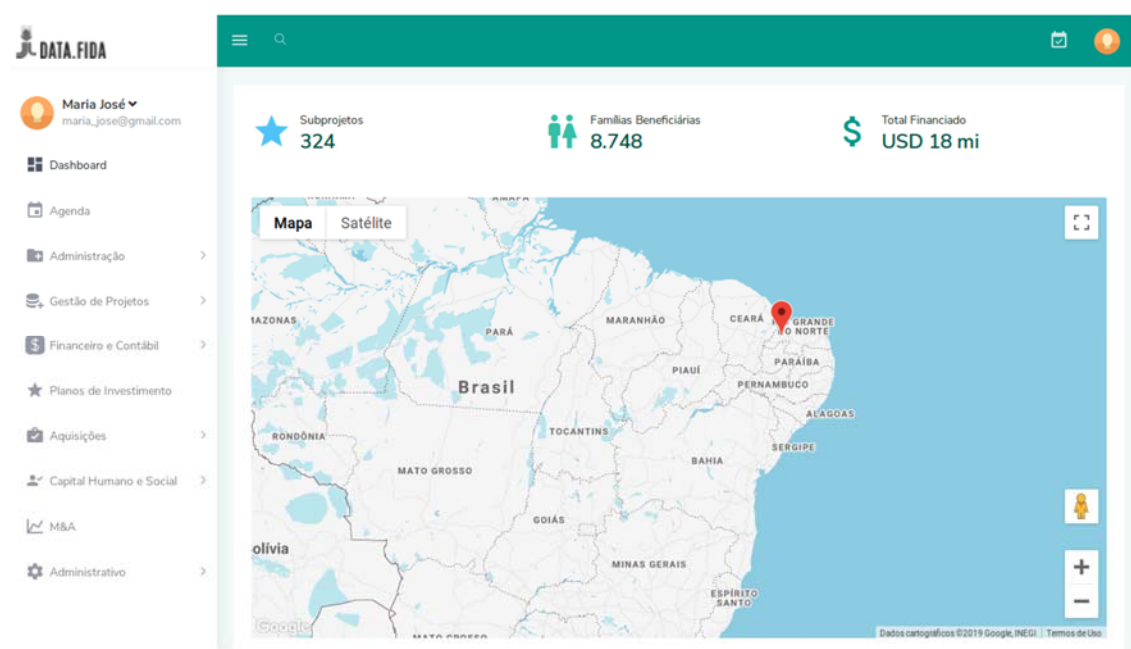 DATA.FIDA
Maria José
maria_jose@gmail.com
Dashboard
Agenda
Administração
Gestão de Projetos
Financeiro e Contábil
Planos de Investimento
Aquisições
Capital Humano e Social
M&A
Administrativo
Subprojetos
324
Famílias Beneficiárias
8.748
Total Financiado
USD 18 mi
Mapa
Satélite
AMAPÁ
MAZONAS
PARÁ
MARANHÃO
CEARÁ
GRANDE
DO NORTE
PARAÍBA
PIAUÍ
PERNAMBUCO
Brasil
ALAGOAS
TOCANTINS
RONDÔNIA
SERGIPE
BAHIA
MATO GROSSO
GOIÁS
olívia
MINAS GERAIS
ESPÍRITO
SANTO
Google
MATO GROSSO
Dados cartográficos ©2019 Google, INEGI
Termos de Uso